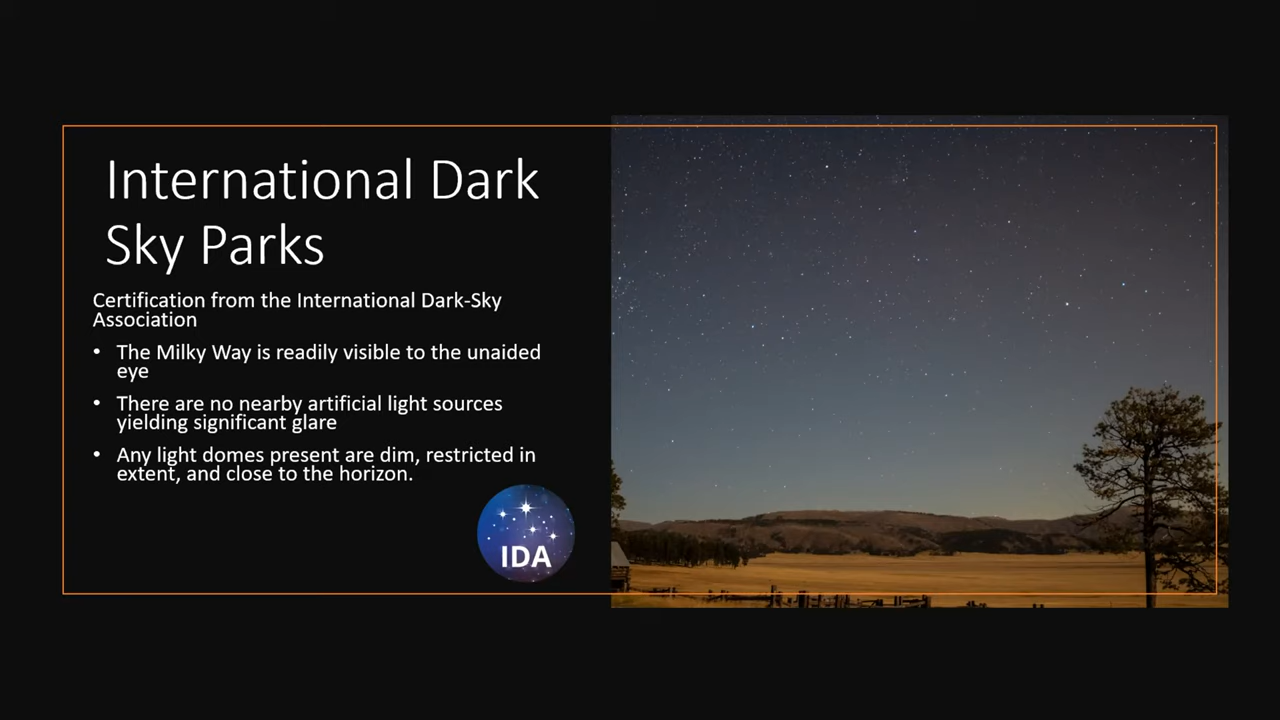 International Dark
Sky Parks
Certification from the International Dark-Sky
Association
• The Milky Way is readily visible to the unaided
eye
• There are no nearby artificial light sources
yielding significant glare
• Any light domes present are dim, restricted in
extent, and close to the horizon.
IDA